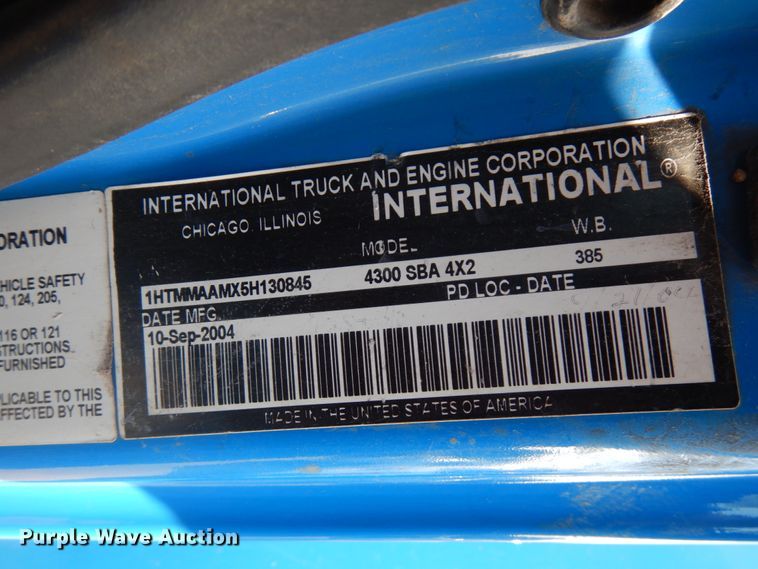 ORATION
EHICLE SAFETY
0, 124, 205,
116 OR 121
STRUCTIONS
FURNISHED
PLICABLE TO THIS
AFFECTED BY THE
INTERNATIONAL TRUCK AND ENGINE CORPORATION
CHICAGO, ILLINOIS INTERNATIONAL®
MODEL W.B.
1HTMMAAMX5H130845 4300 SBA 4X2 385
DATE MFG PD LOC - DATE
10-Sep-2004
MADE IN THE UNITED STATES OF AMERICA
Purple Wave Auction